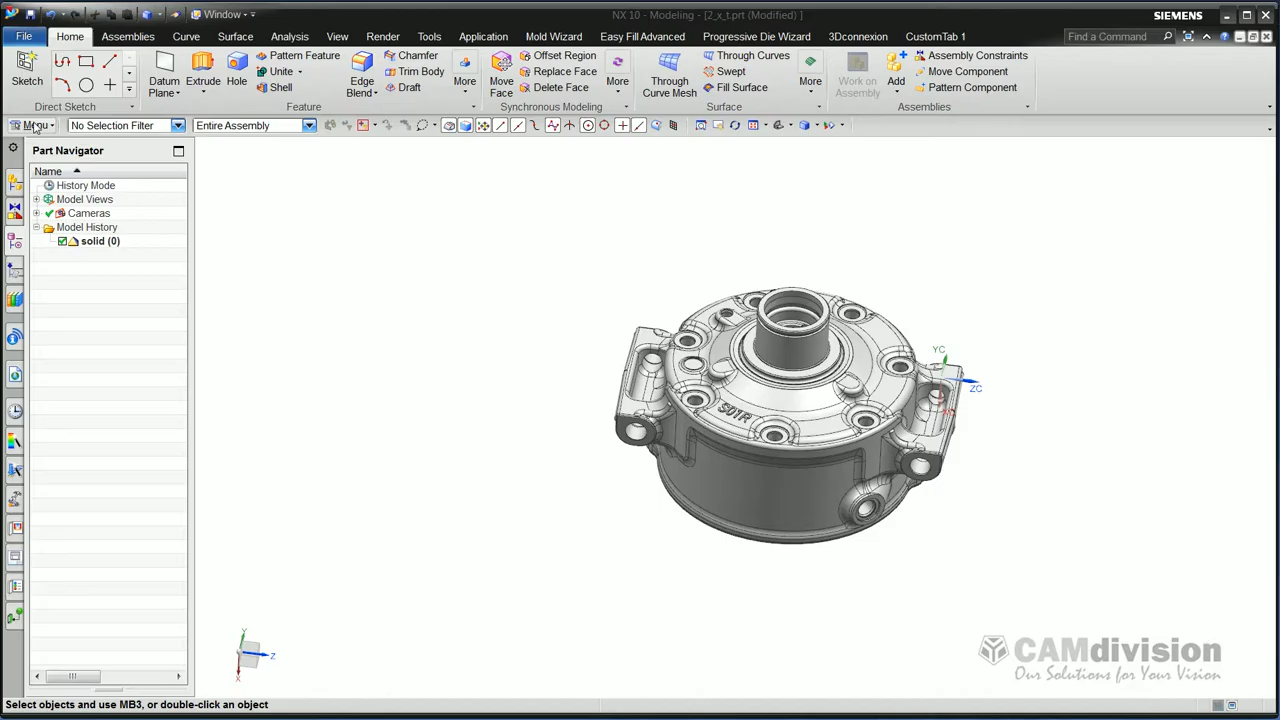 Window
NX 10 - Modeling - [2_x_t.prt (Modified) ]
SIEMENS
File
Home
Assemblies
Curve
Surface
Analysis
View
Render
Tools
Application
Mold Wizard
Easy Fill Advanced
Progressive Die Wizard
3Dconnexion
CustomTab 1
Find a Command
Sketch
Datum
Plane
Extrude
Hole
Pattern Feature
Unite
Shell
Edge
Blend
Chamfer
Trim Body
Draft
More
Move
Face
Offset Region
Replace Face
Delete Face
More
Through
Curve Mesh
Through Curves
Swept
Fill Surface
More
Work on
Assembly
Add
Assembly Constraints
Move Component
Pattern Component
Direct Sketch
Feature
Synchronous Modeling
Surface
Assemblies
Menu
No Selection Filter
Entire Assembly
Part Navigator
Name
History Mode
Model Views
Cameras
Model History
solid (0)
SDTR
YC
ZC
Y
Z
X
CAMdivision
Our Solutions for Your Vision
Select objects and use MB3, or double-click an object